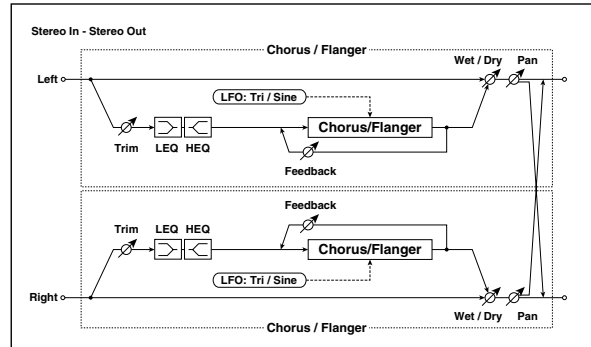 Stereo In - Stereo Out
Chorus / Flanger
Wet / Dry Pan
Left
LFO: Tri / Sine
Chorus/Flanger
Trim LEQ HEQ
Feedback
Feedback
Trim LEQ HEQ
Chorus/Flanger
LFO: Tri / Sine
Right
Wet / Dry Pan
Chorus / Flanger